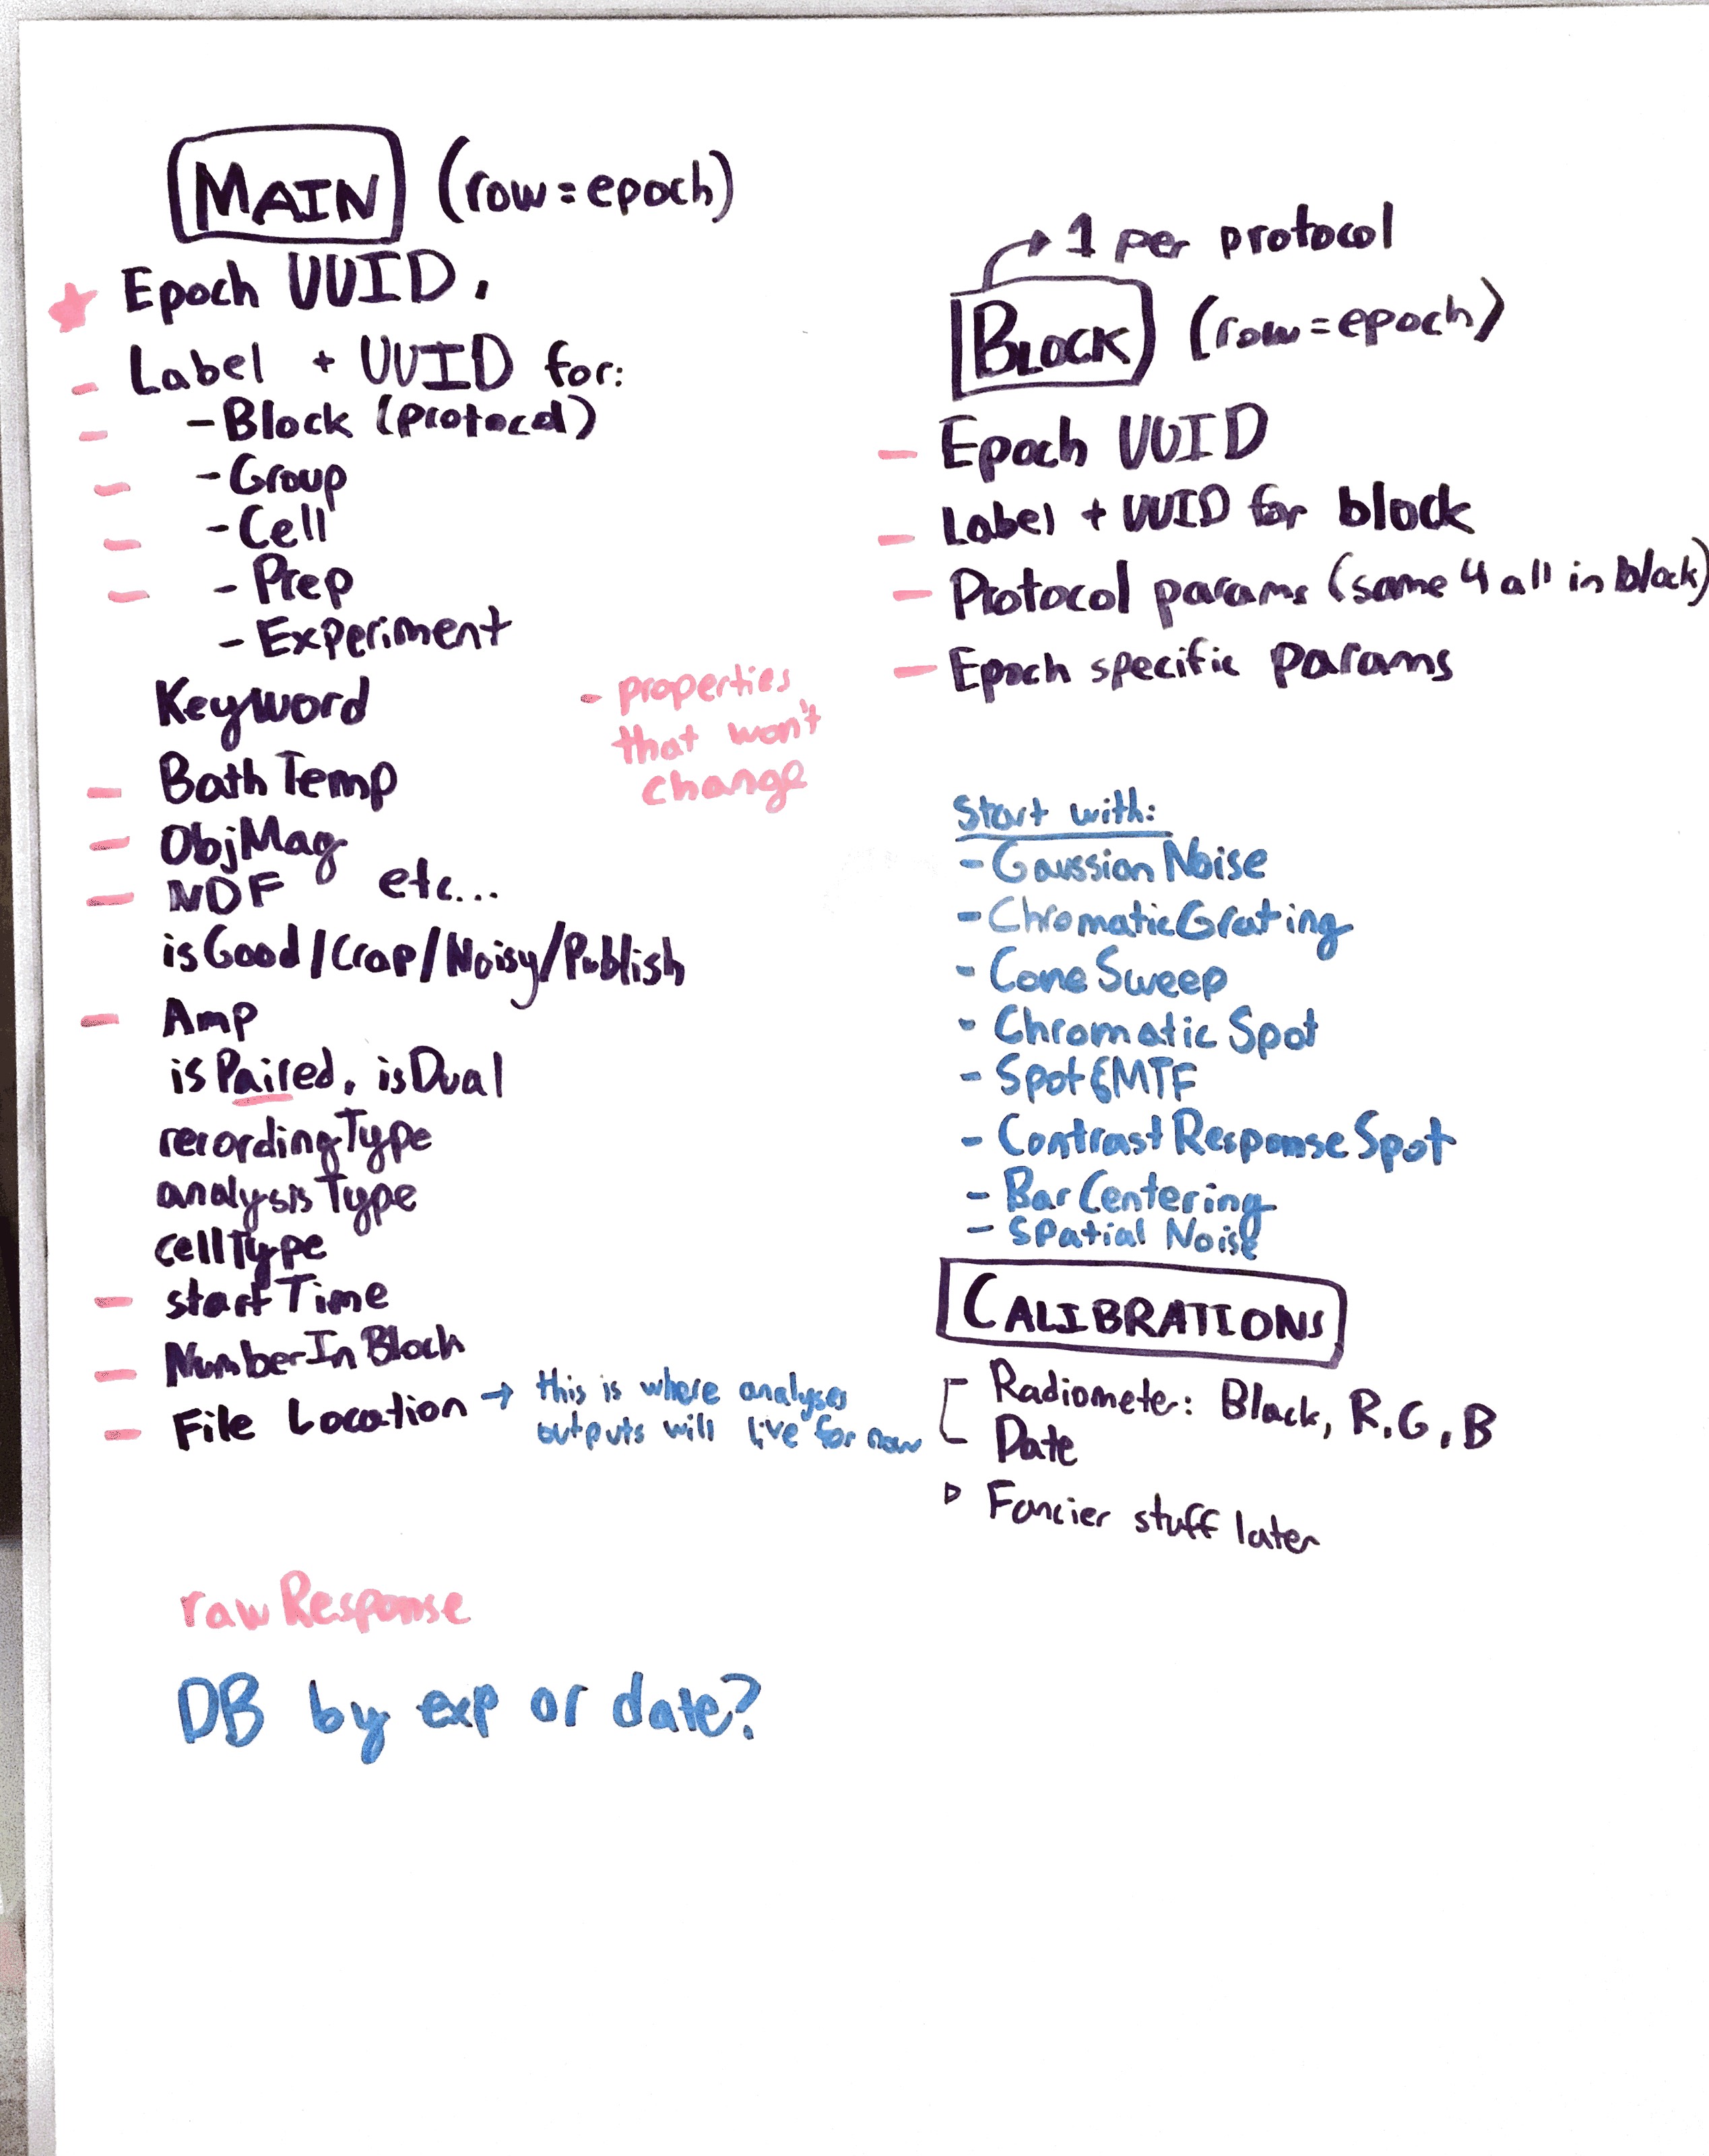 MAIN (row=epoch)
Epoch UUID.
- Label + UUID for:
- - Block (protocol)
- - Group
- - Cell
- - Prep
- Experiment
Keyword
- properties
that won't
change
- Bath Temp
- ObjMag
- NDF etc...
isGood/Crap/Noisy/Publish
- Amp
isPaired, isDual
recordingType
analysisType
cellType
- startTime
- NumberInBlock
- File Location → this is where analyses
outputs will live for now
rawResponse
DB by exp or date?
→ 1 per protocol
BLOCK (row=epoch)
- Epoch UUID
- Label + UUID for block
- Protocol params (same 4 all in block)
- Epoch specific params
Start with:
- Gaussian Noise
- ChromaticGrating
- Cone Sweep
- Chromatic Spot
- SpotSMTF
- Contrast Response Spot
- Bar Centering
- Spatial Noise
CALIBRATIONS
Radiometer: Black, R,G,B
Date
▷ Fancier stuff later